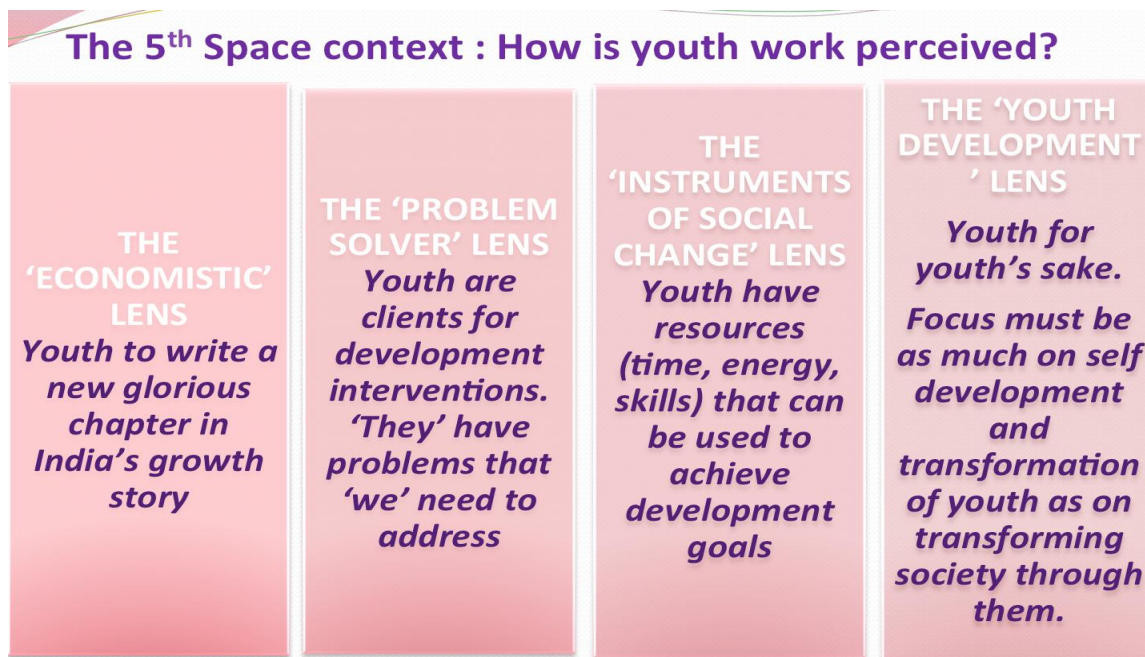 The 5th Space context : How is youth work perceived?
THE
‘ECONOMISTIC’
LENS
Youth to write a
new glorious
chapter in
India’s growth
story
THE ‘PROBLEM
SOLVER’ LENS
Youth are
clients for
development
interventions.
‘They’ have
problems that
‘we’ need to
address
THE
‘INSTRUMENTS
OF SOCIAL
CHANGE’ LENS
Youth have
resources
(time, energy,
skills) that can
be used to
achieve
development
goals
THE ‘YOUTH
DEVELOPMENT
’ LENS
Youth for
youth’s sake.
Focus must be
as much on self
development
and
transformation
of youth as on
transforming
society through
them.